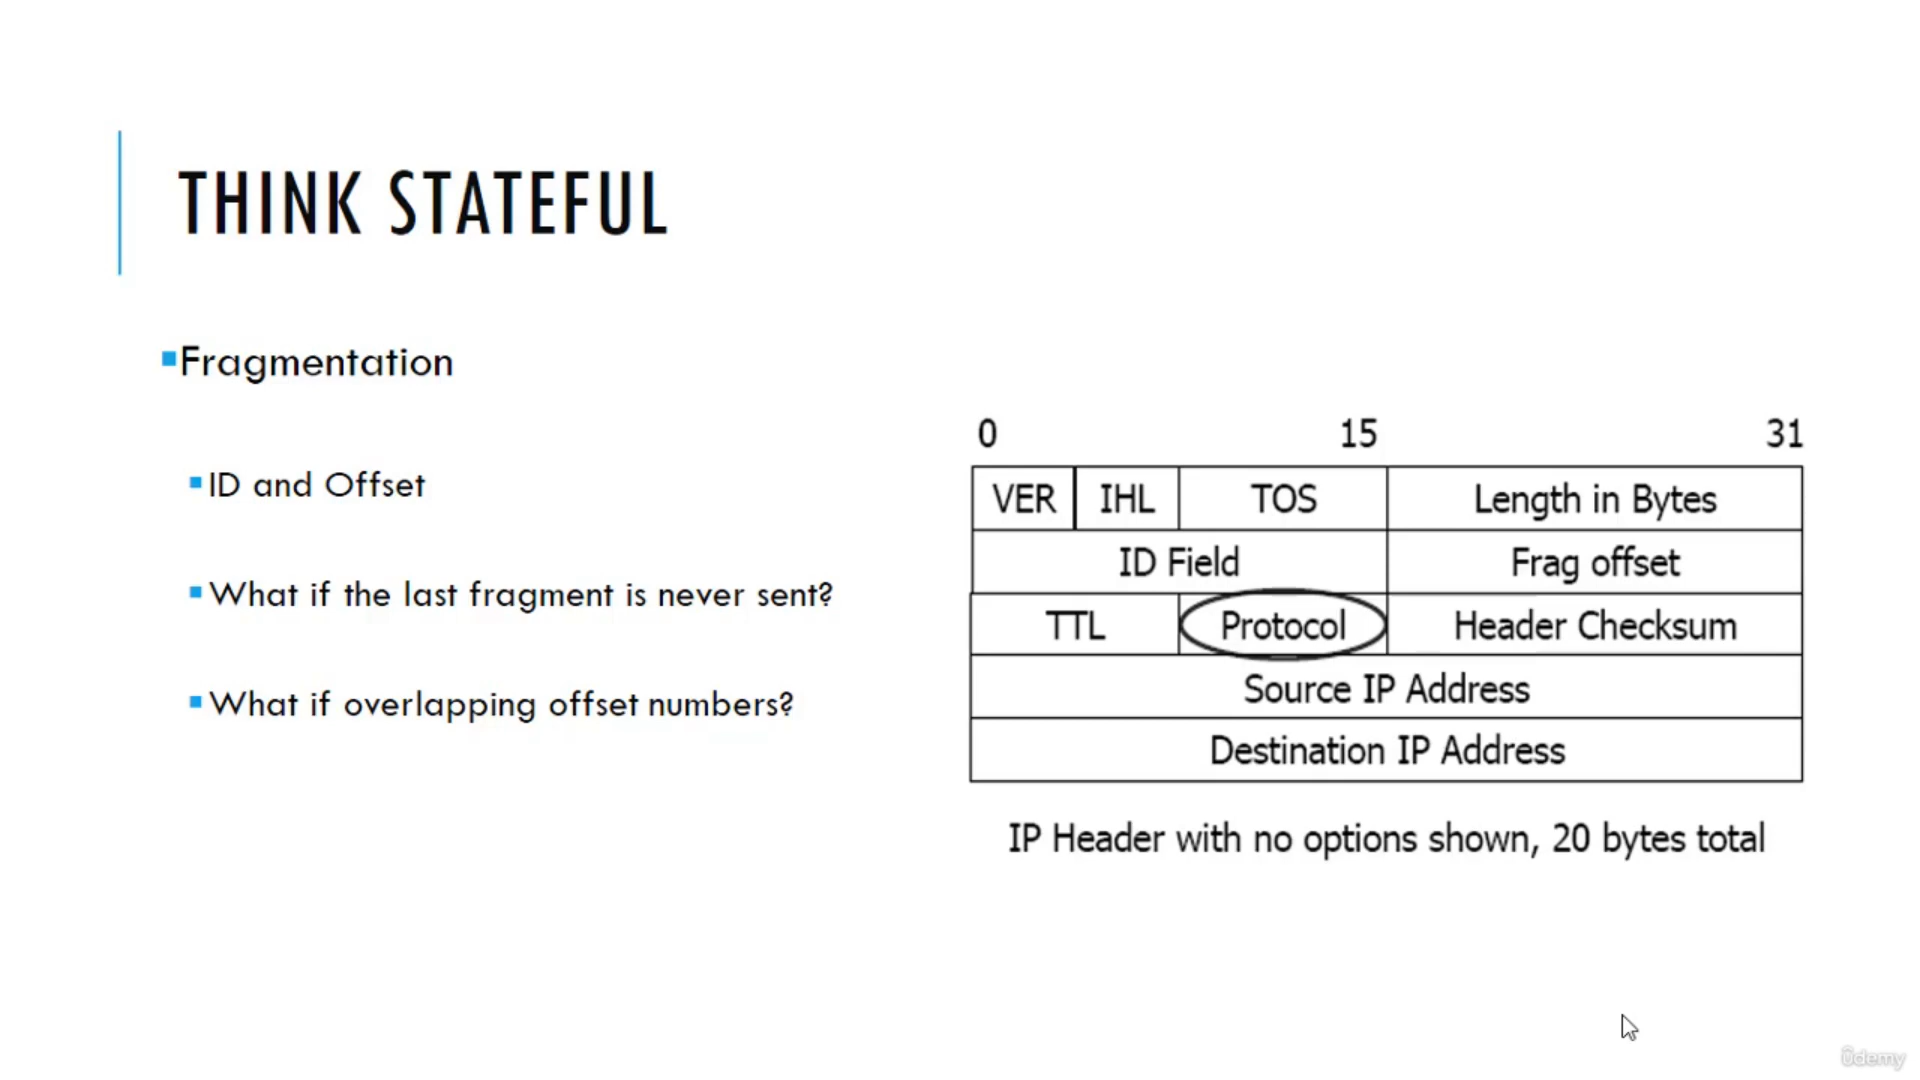 THINK STATEFUL
Fragmentation
ID and Offset
What if the last fragment is never sent?
What if overlapping offset numbers?
0 15 31
VER IHL TOS Length in Bytes
ID Field Frag offset
TTL Protocol Header Checksum
Source IP Address
Destination IP Address
IP Header with no options shown, 20 bytes total
ûdemy